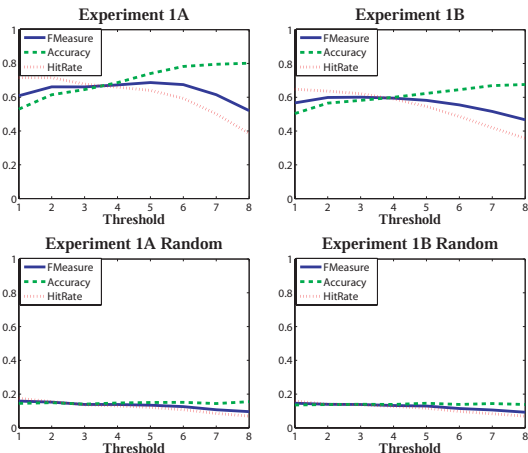 Experiment 1A
1
0.8
0.6
0.4
0.2
0
FMeasure
Accuracy
HitRate
1 2 3 4 5 6 7 8
Threshold
Experiment 1B
1
0.8
0.6
0.4
0.2
0
FMeasure
Accuracy
HitRate
1 2 3 4 5 6 7 8
Threshold
Experiment 1A Random
1
0.8
0.6
0.4
0.2
0
FMeasure
Accuracy
HitRate
1 2 3 4 5 6 7 8
Threshold
Experiment 1B Random
1
0.8
0.6
0.4
0.2
0
FMeasure
Accuracy
HitRate
1 2 3 4 5 6 7 8
Threshold